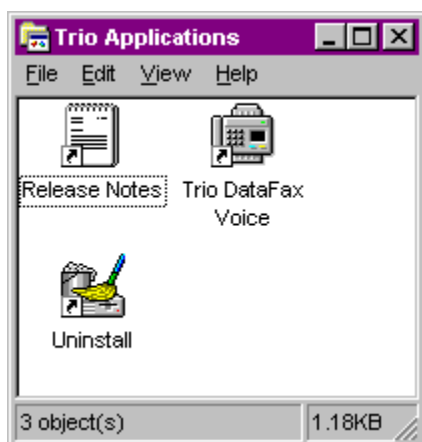 Trio Applications
File Edit View Help
Release Notes Trio DataFax
Voice
Uninstall
3 object(s) 1.18KB